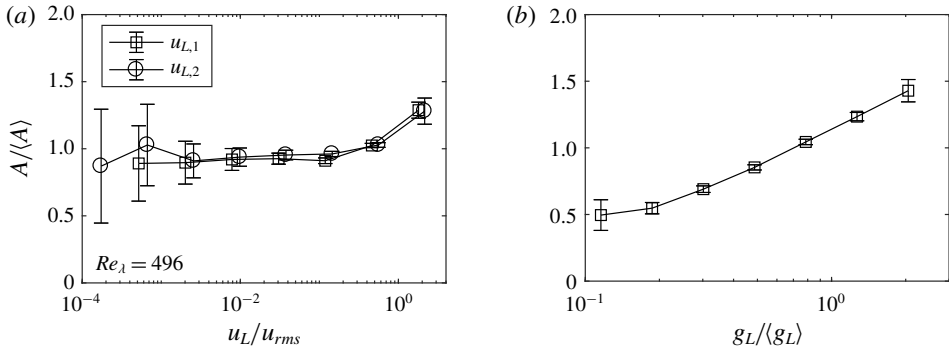 (a)
2.0
1.5
1.0
0.5
0
A/⟨A⟩
u_{L,1}
u_{L,2}
Re_λ = 496
10^{-4}
10^{-2}
10^{0}
u_L/u_{rms}
(b)
2.0
1.5
1.0
0.5
0
10^{-1}
10^{0}
g_L/⟨g_L⟩